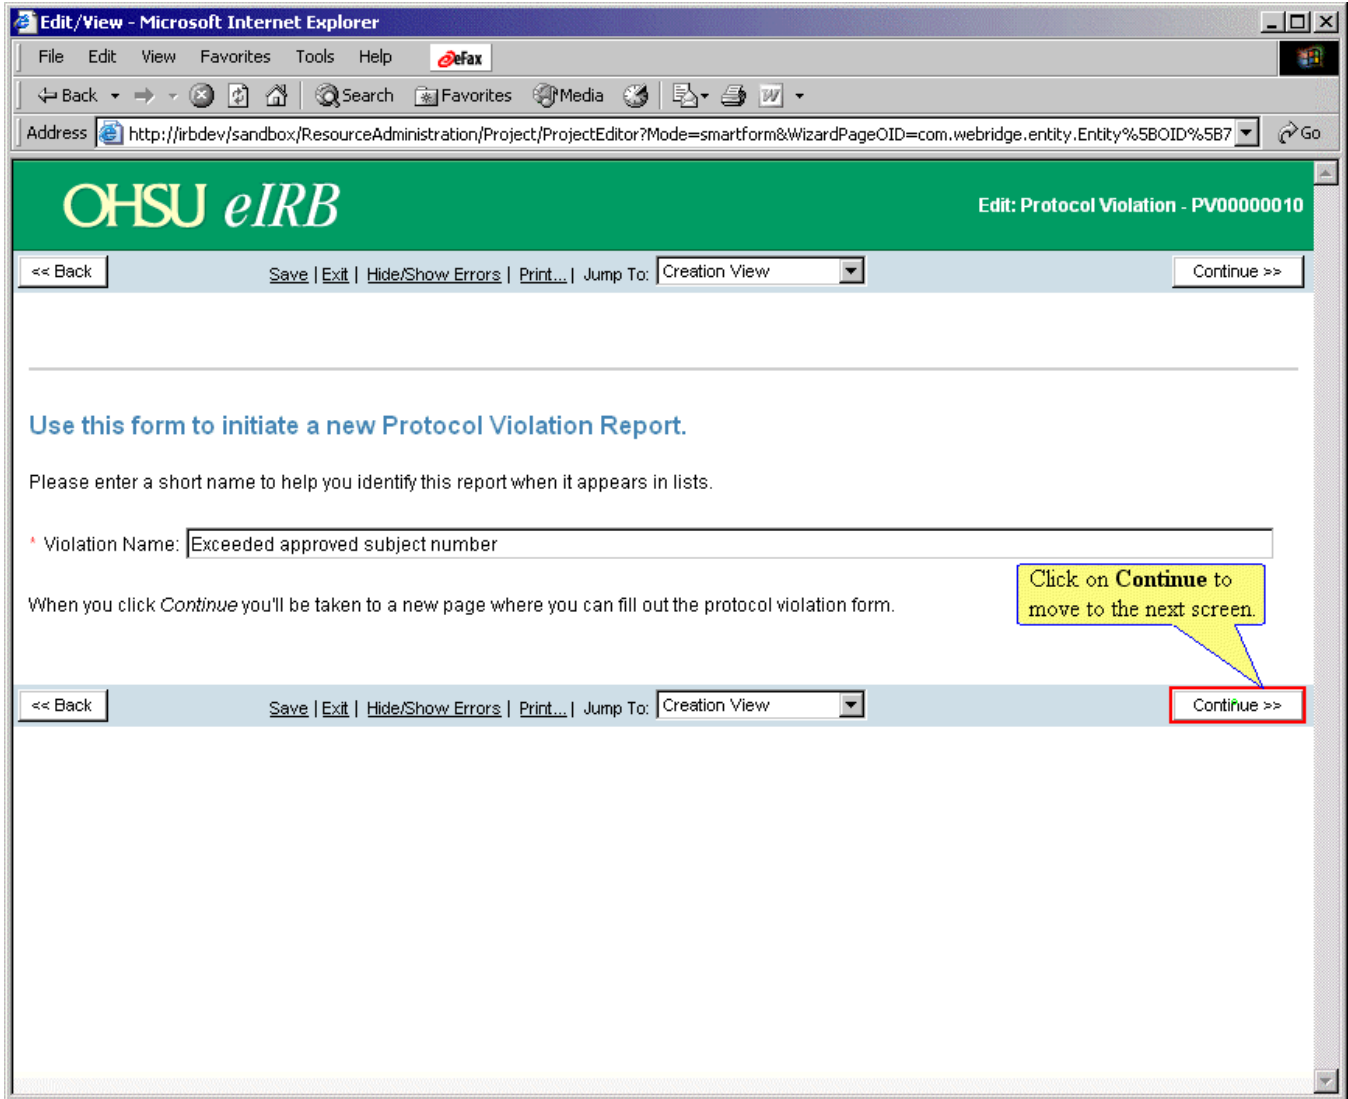 Edit/View - Microsoft Internet Explorer
File Edit View Favorites Tools Help eFax
Back Search Favorites Media
Address http://irbdev/sandbox/ResourceAdministration/Project/ProjectEditor?Mode=smartform&WizardPageOID=com.webridge.entity.Entity%5BOID%5B7 Go
OHSU eIRB Edit: Protocol Violation - PV00000010
<< Back Save | Exit | Hide/Show Errors | Print... | Jump To: Creation View Continue >>
Use this form to initiate a new Protocol Violation Report.
Please enter a short name to help you identify this report when it appears in lists.
* Violation Name: Exceeded approved subject number
Click on Continue to
move to the next screen.
When you click Continue you'll be taken to a new page where you can fill out the protocol violation form.
<< Back Save | Exit | Hide/Show Errors | Print... | Jump To: Creation View Continue >>